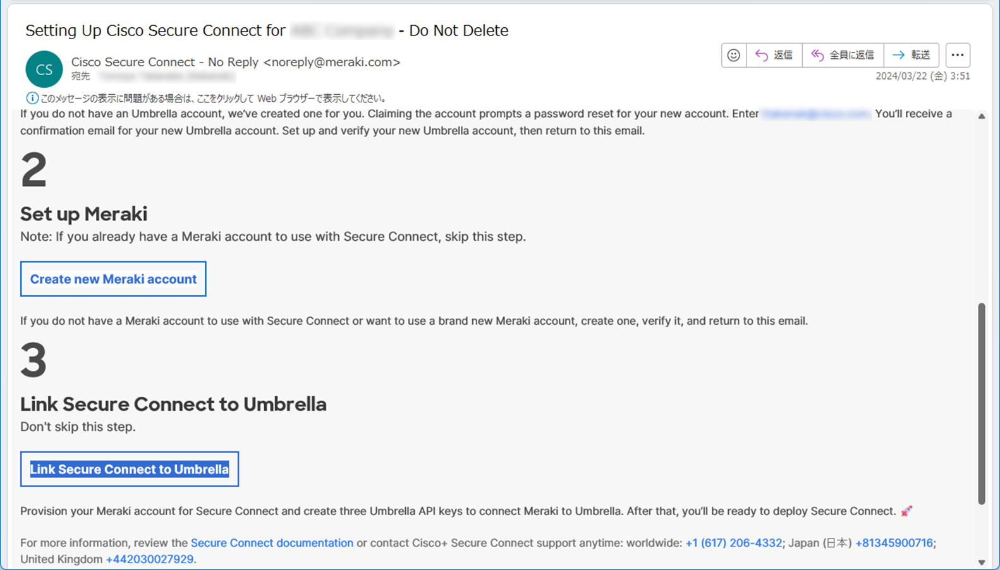 Setting Up Cisco Secure Connect for - Do Not Delete
CS
Cisco Secure Connect - No Reply <noreply@meraki.com>
宛先
返信
全員に返信
転送
2024/03/22 (金) 3:51
このメッセージの表示に問題がある場合は、ここをクリックして Web ブラウザーで表示してください。
If you do not have an Umbrella account, we’ve created one for you. Claiming the account prompts a password reset for your new account. Enter You’ll receive a
confirmation email for your new Umbrella account. Set up and verify your new Umbrella account, then return to this email.
2
Set up Meraki
Note: If you already have a Meraki account to use with Secure Connect, skip this step.
Create new Meraki account
If you do not have a Meraki account to use with Secure Connect or want to use a brand new Meraki account, create one, verify it, and return to this email.
3
Link Secure Connect to Umbrella
Don't skip this step.
Link Secure Connect to Umbrella
Provision your Meraki account for Secure Connect and create three Umbrella API keys to connect Meraki to Umbrella. After that, you’ll be ready to deploy Secure Connect. 🚀
For more information, review the Secure Connect documentation or contact Cisco+ Secure Connect support anytime: worldwide: +1 (617) 206-4332; Japan (日本) +81345900716;
United Kingdom +442030027929.